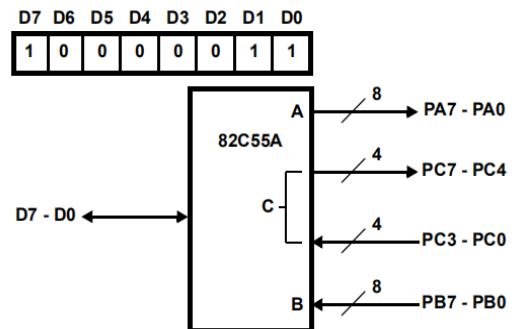 D7 D6 D5 D4 D3 D2 D1 D0
1 0 0 0 0 0 1 1
8
A PA7 - PA0
82C55A
4
PC7 - PC4
C
D7 - D0
4
PC3 - PC0
8
B PB7 - PB0